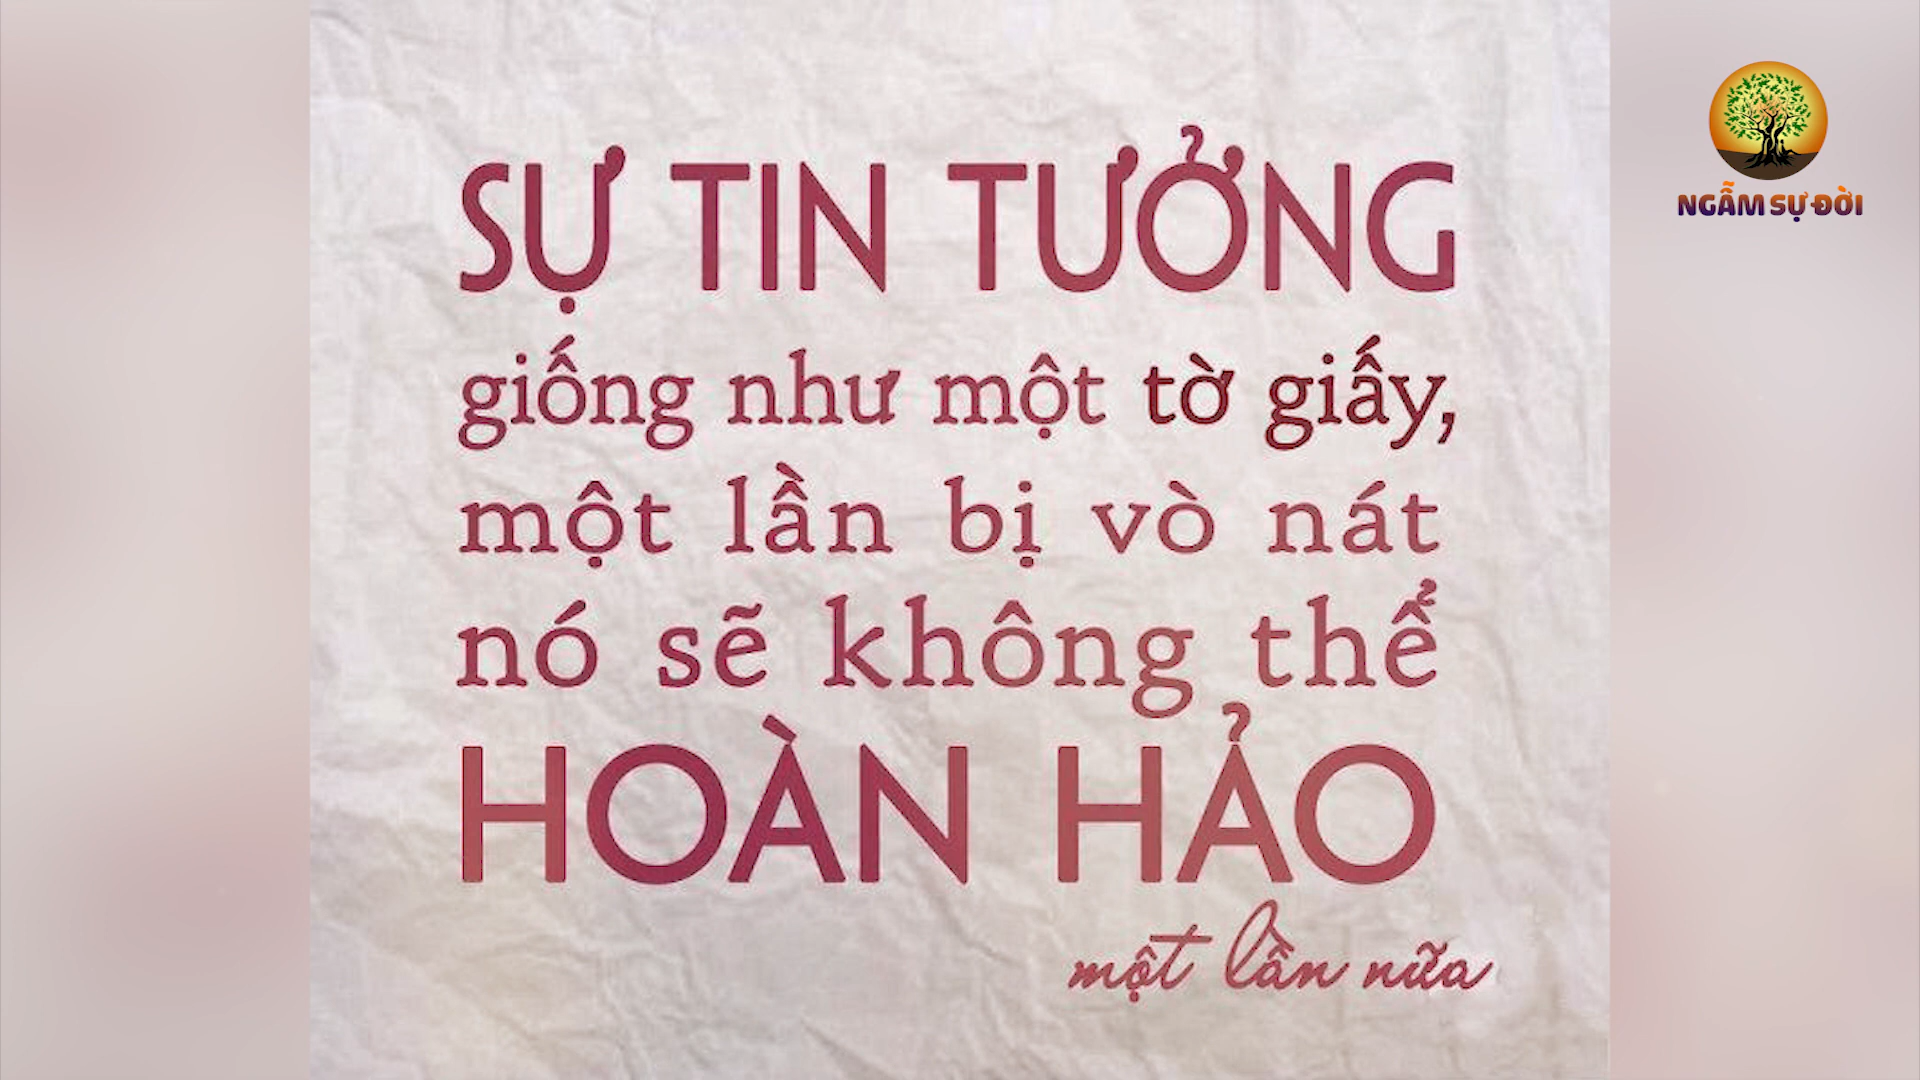 SỰ TIN TƯỞNG
giống như một tờ giấy,
một lần bị vò nát
nó sẽ không thể
HOÀN HẢO
một lần nữa
NGẪM SỰ ĐỜI